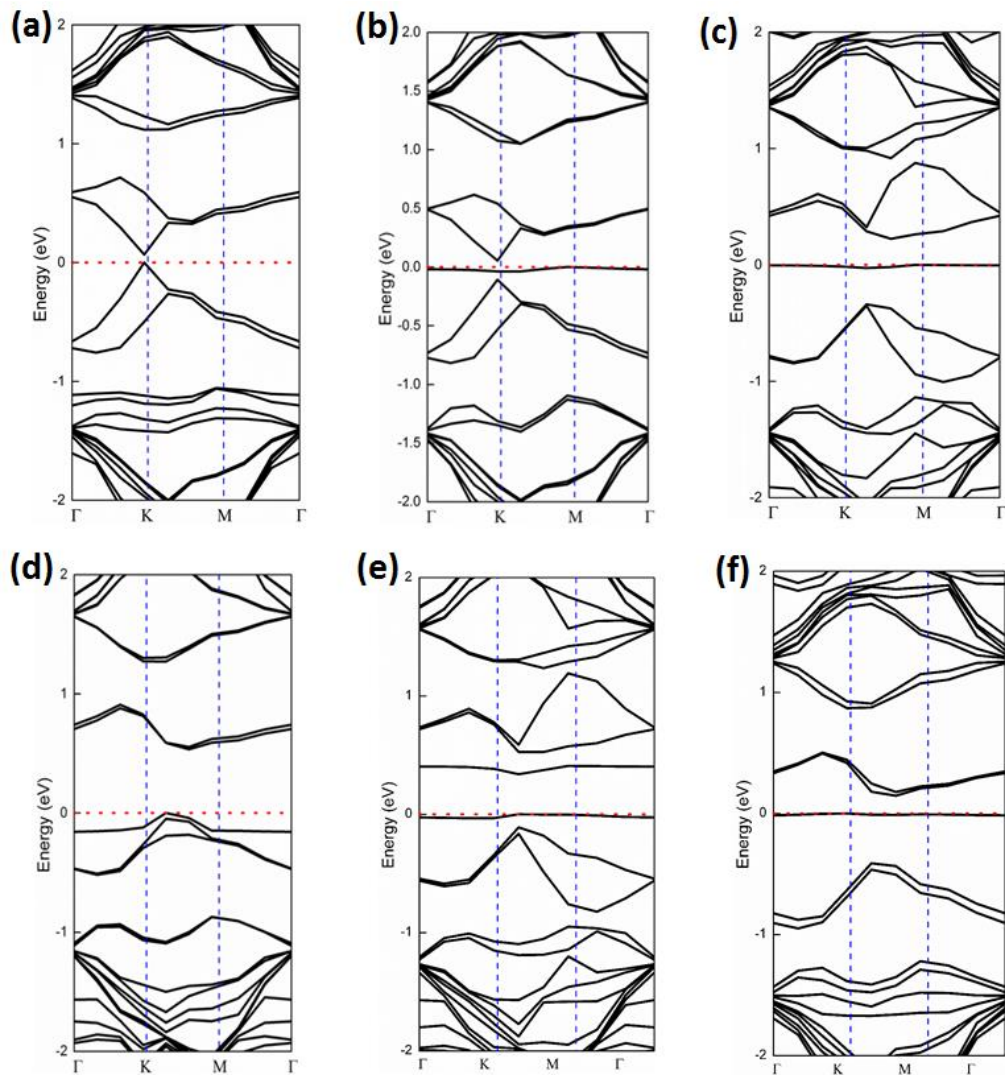 (a)
Energy (eV)
2
1
0
-1
-2
Γ K M Γ
(b)
Energy (eV)
2.0
1.5
1.0
0.5
0.0
-0.5
-1.0
-1.5
-2.0
Γ K M Γ
(c)
Energy (eV)
2
1
0
-1
-2
Γ K M Γ
(d)
Energy (eV)
2
1
0
-1
-2
Γ K M Γ
(e)
Energy (eV)
2
1
0
-1
-2
Γ K M Γ
(f)
Energy (eV)
2
1
0
-1
-2
Γ K M Γ